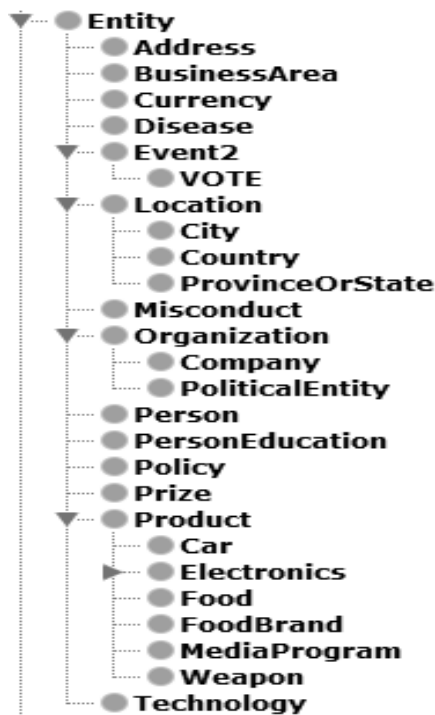 Entity
Address
BusinessArea
Currency
Disease
Event2
VOTE
Location
City
Country
ProvinceOrState
Misconduct
Organization
Company
PoliticalEntity
Person
PersonEducation
Policy
Prize
Product
Car
Electronics
Food
FoodBrand
MediaProgram
Weapon
Technology